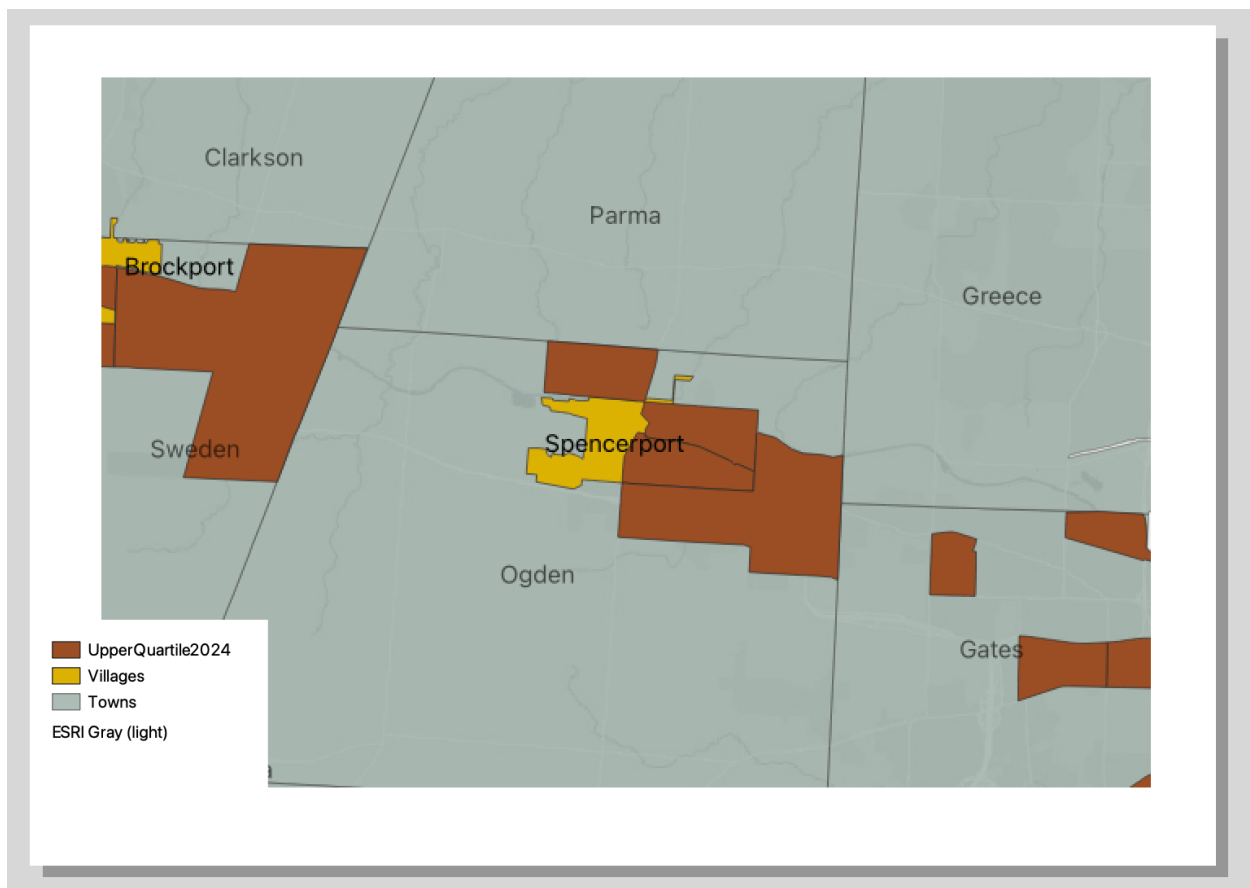 Clarkson
Parma
Brockport
Greece
Spencerport
Sweden
Ogden
Gates
UpperQuartile2024
Villages
Towns
ESRI Gray (light)